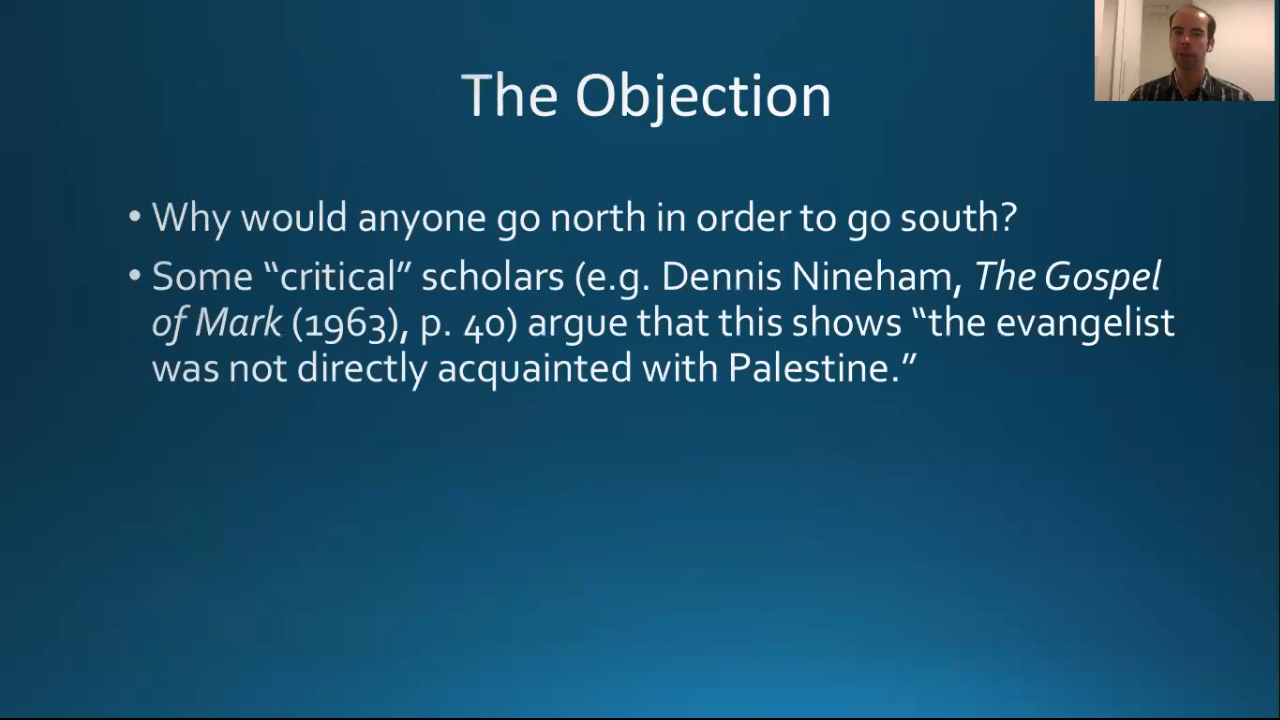 The Objection
• Why would anyone go north in order to go south?
• Some “critical” scholars (e.g. Dennis Nineham, The Gospel
of Mark (1963), p. 40) argue that this shows “the evangelist
was not directly acquainted with Palestine.”